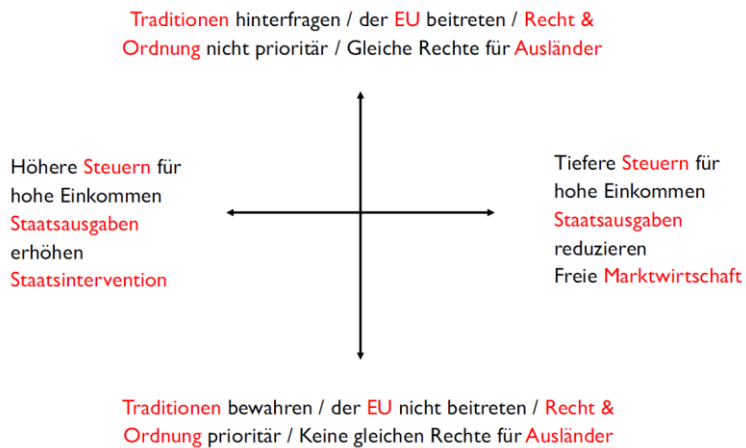 Traditionen hinterfragen / der EU beitreten / Recht &
Ordnung nicht prioritär / Gleiche Rechte für Ausländer
Höhere Steuern für
hohe Einkommen
Staatsausgaben
erhöhen
Staatsintervention
Tiefere Steuern für
hohe Einkommen
Staatsausgaben
reduzieren
Freie Marktwirtschaft
Traditionen bewahren / der EU nicht beitreten / Recht &
Ordnung prioritär / Keine gleichen Rechte für Ausländer